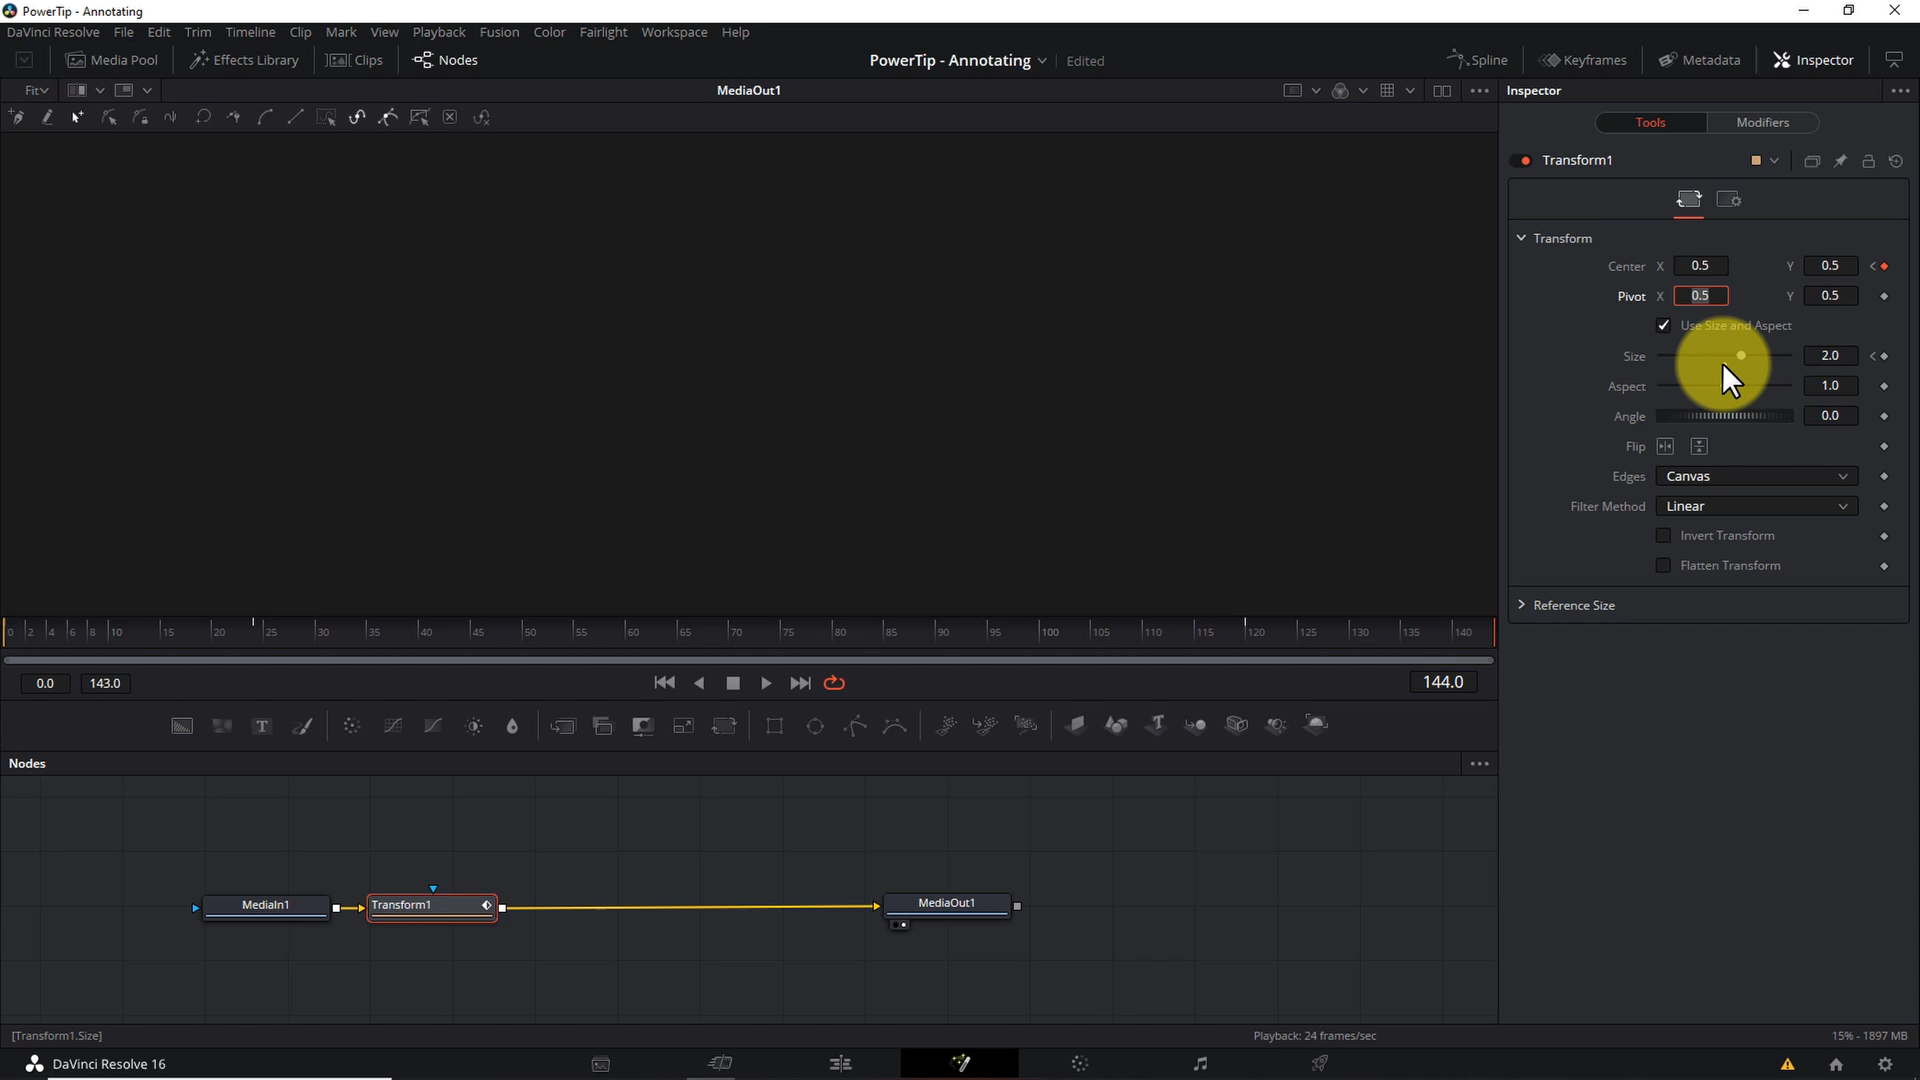 PowerTip - Annotating
DaVinci Resolve File Edit Trim Timeline Clip Mark View Playback Fusion Color Fairlight Workspace Help
Media Pool Effects Library Clips Nodes PowerTip - Annotating Edited Spline Keyframes Metadata Inspector
Fit MediaOut1 Inspector
Tools Modifiers
Transform1
Transform
Center X 0.5 Y 0.5
Pivot X 0.5 Y 0.5
Use Size and Aspect
Size 2.0
Aspect 1.0
Angle 0.0
Flip
Edges Canvas
Filter Method Linear
Invert Transform
Flatten Transform
Reference Size
0 2 4 6 8 10 15 20 25 30 35 40 45 50 55 60 65 70 75 80 85 90 95 100 105 110 115 120 125 130 135 140
0.0 143.0 144.0
Nodes
MediaIn1 Transform1 MediaOut1
[Transform1.Size] Playback: 24 frames/sec 15% - 1897 MB
DaVinci Resolve 16